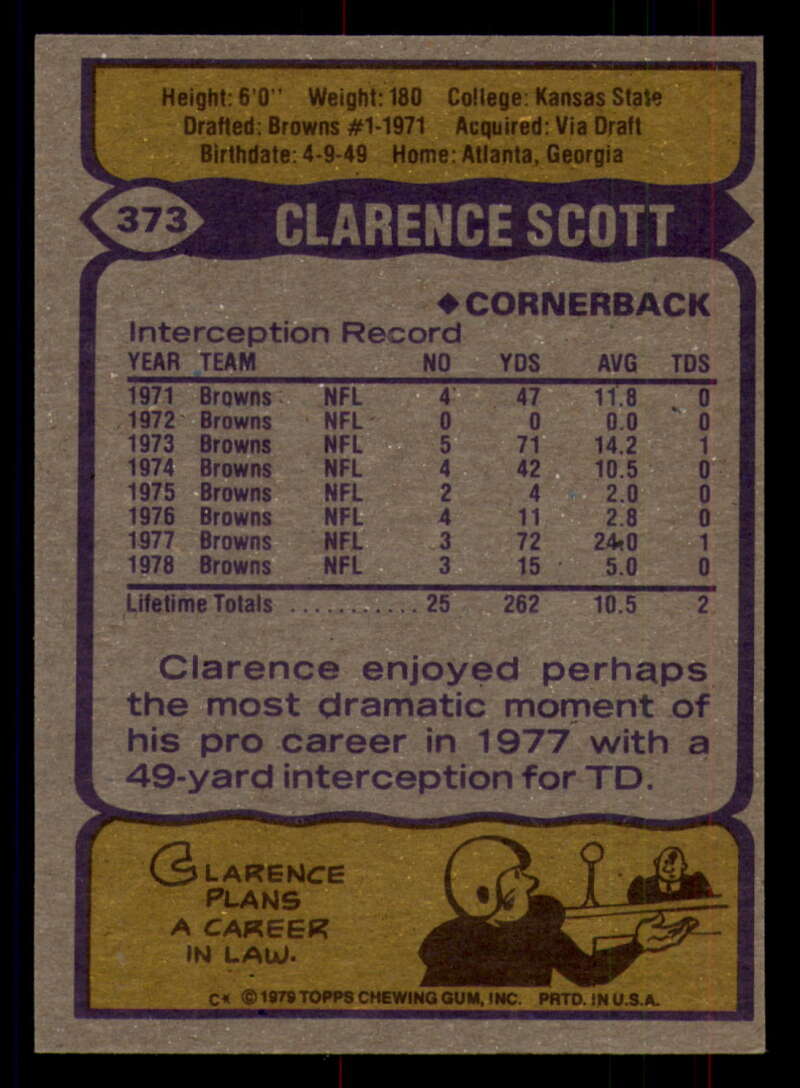 Height: 6'0" Weight: 180 College: Kansas State
Drafted: Browns #1-1971 Acquired: Via Draft
Birthdate: 4-9-49 Home: Atlanta, Georgia
373 CLARENCE SCOTT
◆CORNERBACK
Interception Record
YEAR TEAM NO YDS AVG TDS
1971 Browns NFL 4 47 11.8 0
1972 Browns NFL 0 0 0.0 0
1973 Browns NFL 5 71 14.2 1
1974 Browns NFL 4 42 10.5 0
1975 Browns NFL 2 4 2.0 0
1976 Browns NFL 4 11 2.8 0
1977 Browns NFL 3 72 24.0 1
1978 Browns NFL 3 15 5.0 0
Lifetime Totals ........... 25 262 10.5 2
Clarence enjoyed perhaps
the most dramatic moment of
his pro career in 1977 with a
49-yard interception for TD.
CLARENCE
PLANS
A CAREER
IN LAW.
C* © 1979 TOPPS CHEWING GUM, INC. PRTD. IN U.S.A.